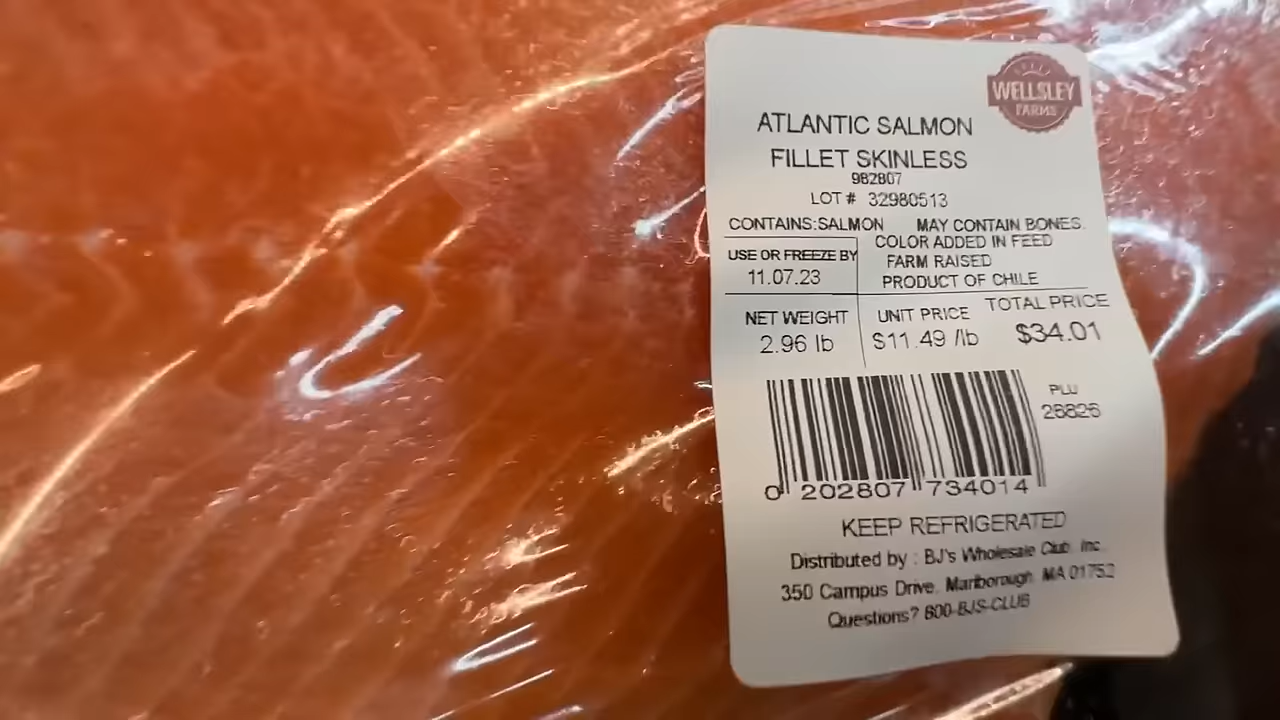 WELLSLEY
FARMS
ATLANTIC SALMON
FILLET SKINLESS
982807
LOT # 32980513
CONTAINS:SALMON MAY CONTAIN BONES.
COLOR ADDED IN FEED
USE OR FREEZE BY FARM RAISED
11.07.23 PRODUCT OF CHILE
NET WEIGHT UNIT PRICE TOTAL PRICE
2.96 lb $11.49 /lb $34.01
PLU
26826
0 202807 734014
KEEP REFRIGERATED
Distributed by : BJ's Wholesale Club, Inc.
350 Campus Drive, Marlborough, MA 01752
Questions? 800-BJS-CLUB